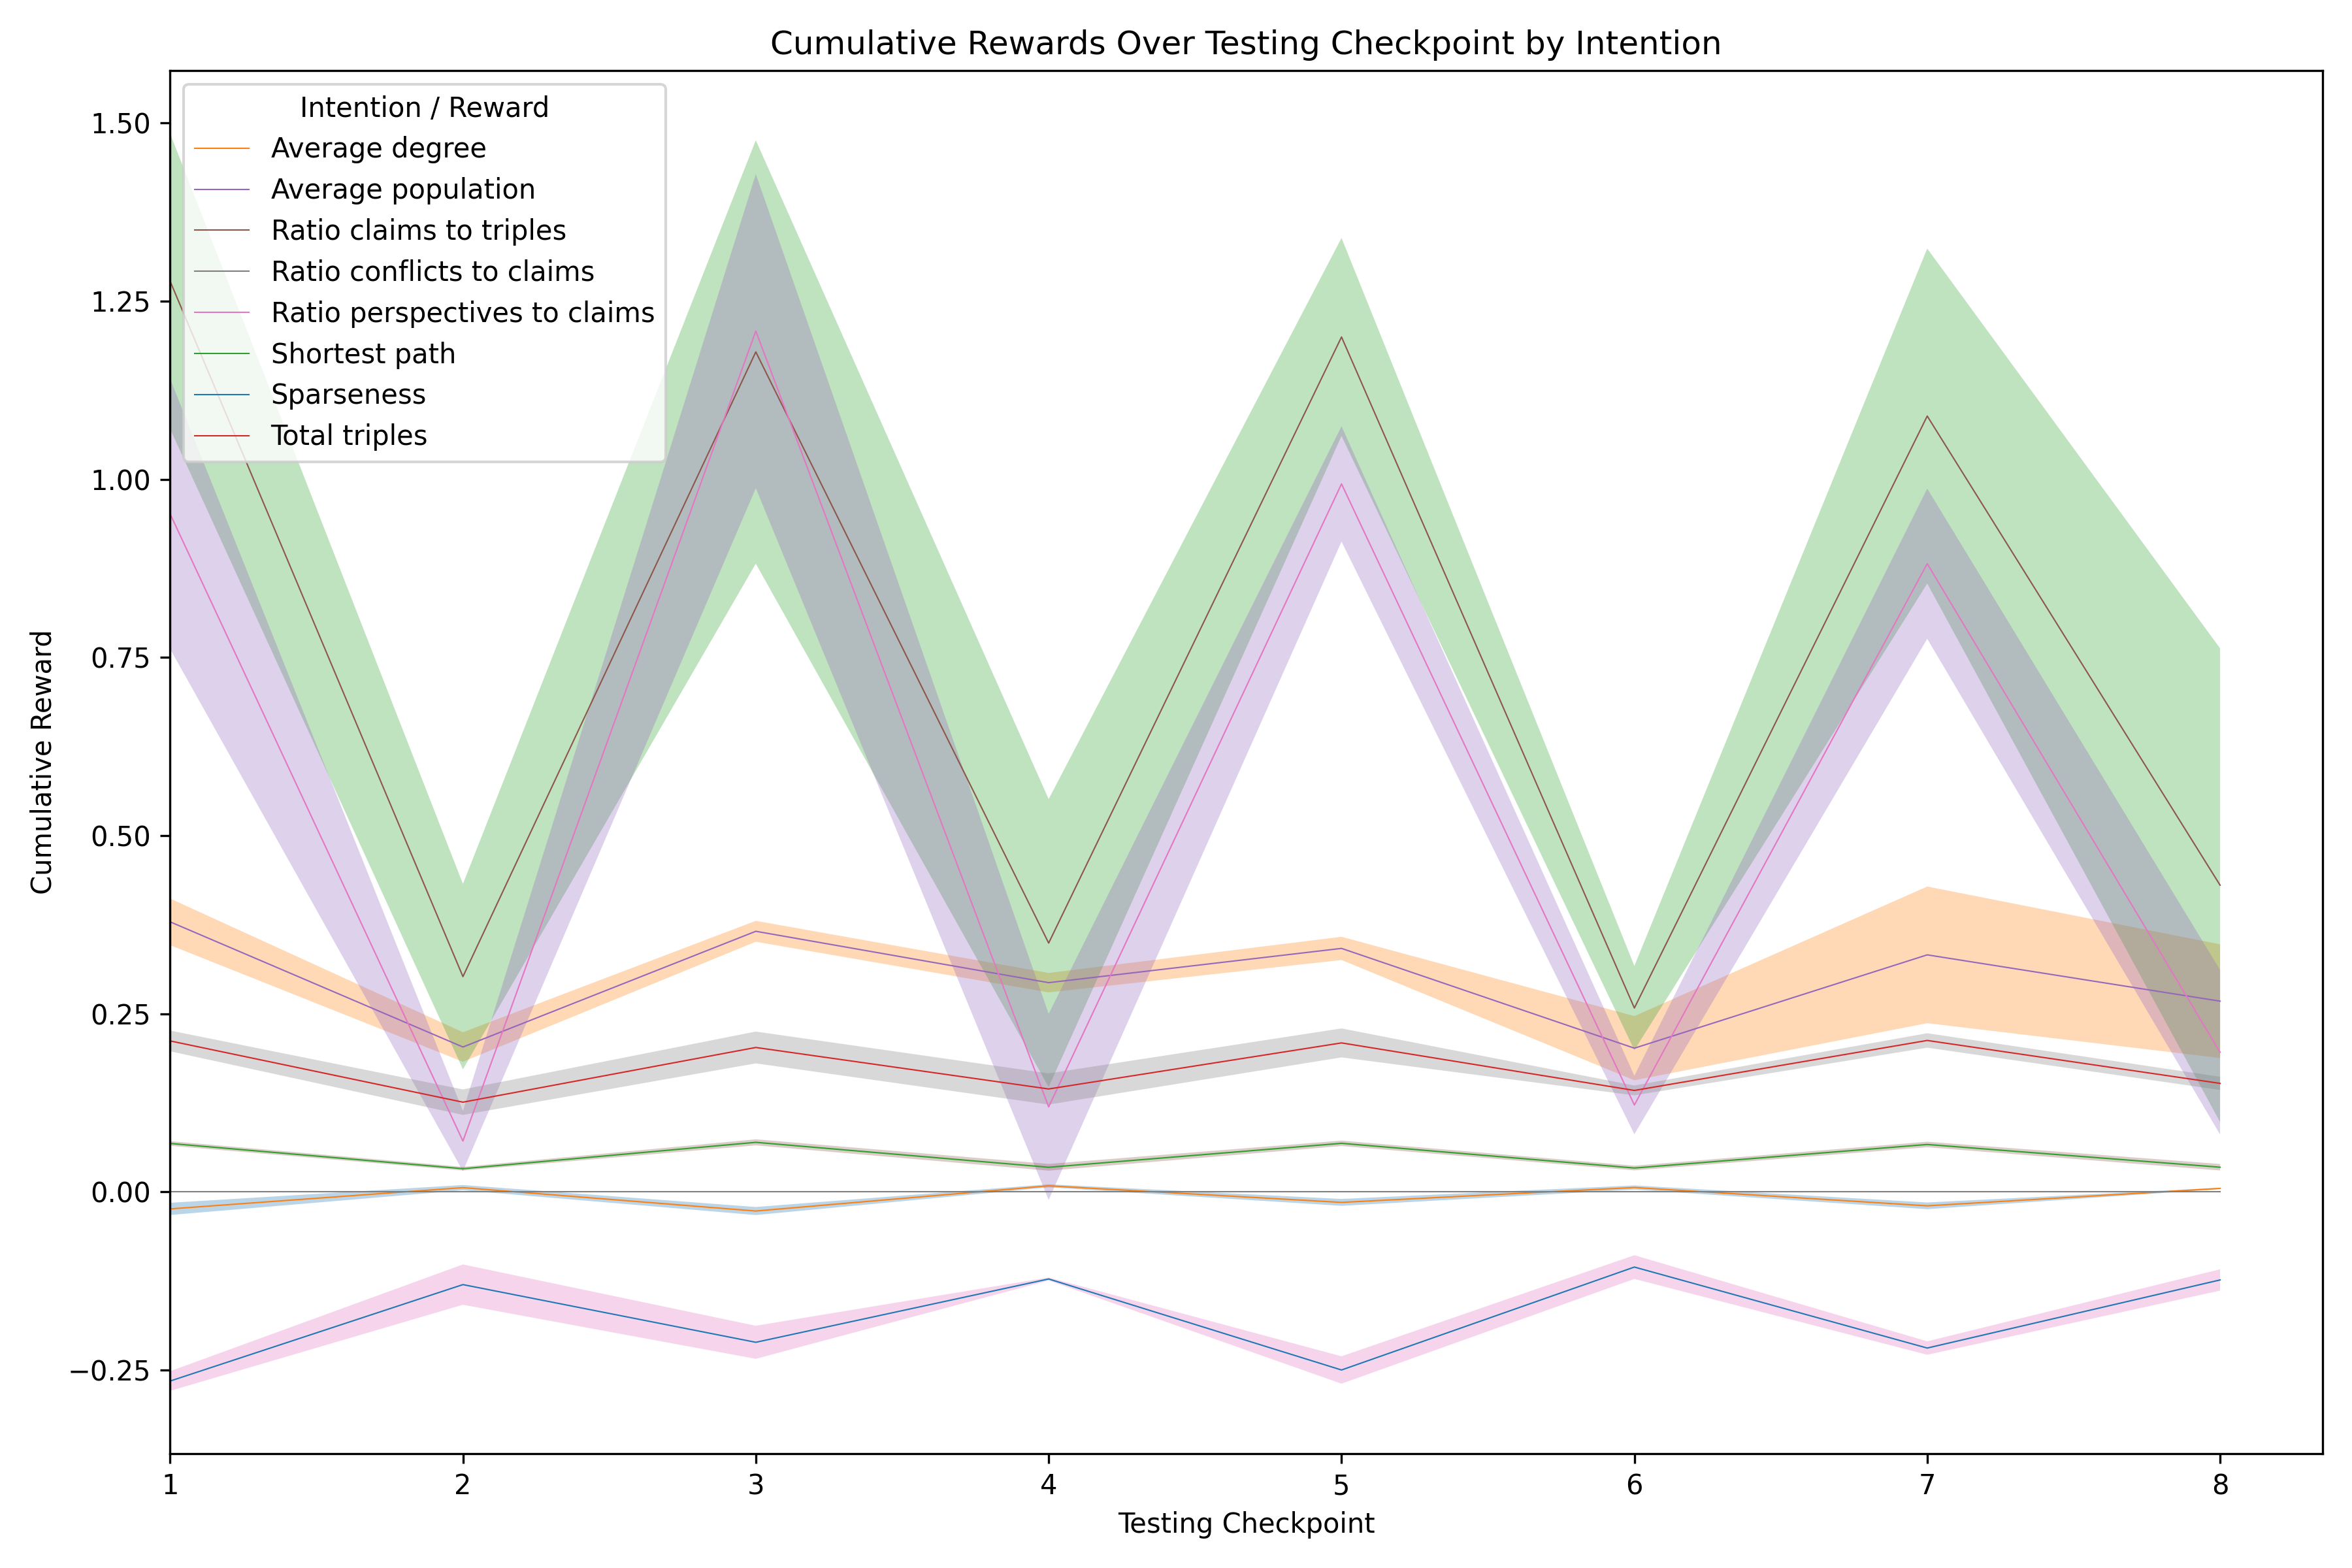 Cumulative Rewards Over Testing Checkpoint by Intention
Intention / Reward
Average degree
Average population
Ratio claims to triples
Ratio conflicts to claims
Ratio perspectives to claims
Shortest path
Sparseness
Total triples
1.50
1.25
1.00
0.75
0.50
0.25
0.00
−0.25
Cumulative Reward
1 2 3 4 5 6 7 8
Testing Checkpoint